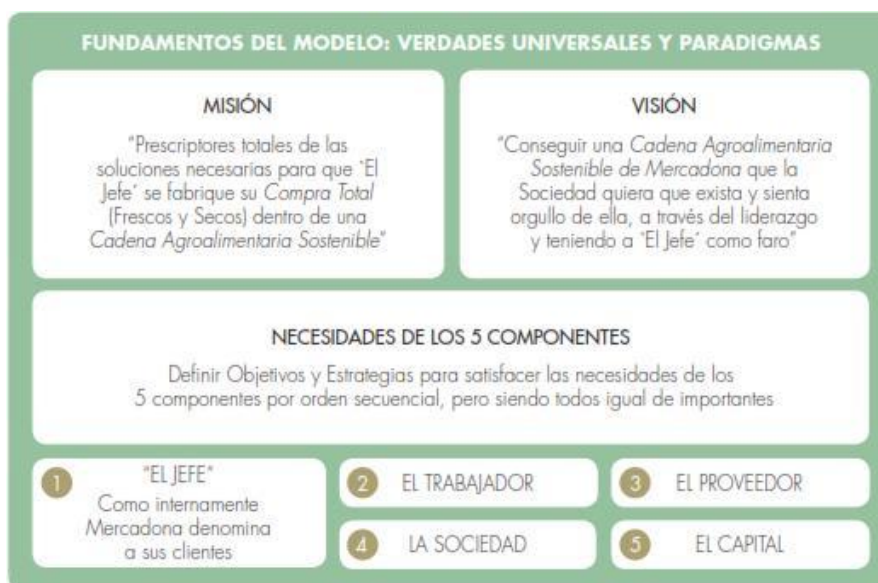 FUNDAMENTOS DEL MODELO: VERDADES UNIVERSALES Y PARADIGMAS
MISIÓN
“Prescriptores totales de las
soluciones necesarias para que `El
Jefe´ se fabrique su Compra Total
(Frescos y Secos) dentro de una
Cadena Agroalimentaria Sostenible”
VISIÓN
“Conseguir una Cadena Agroalimentaria
Sostenible de Mercadona que la
Sociedad quiera que exista y sienta
orgullo de ella, a través del liderazgo
y teniendo a `El Jefe´ como faro”
NECESIDADES DE LOS 5 COMPONENTES
Definir Objetivos y Estrategias para satisfacer las necesidades de los
5 componentes por orden secuencial, pero siendo todos igual de importantes
1 “EL JEFE”
Como internamente
Mercadona denomina
a sus clientes
2 EL TRABAJADOR
3 EL PROVEEDOR
4 LA SOCIEDAD
5 EL CAPITAL